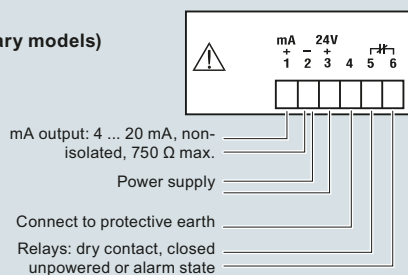 ary models)
mA 24V
+ − +
1 2 3 4 5 6
mA output: 4 ... 20 mA, non-
isolated, 750 Ω max.
Power supply
Connect to protective earth
Relays: dry contact, closed
unpowered or alarm state